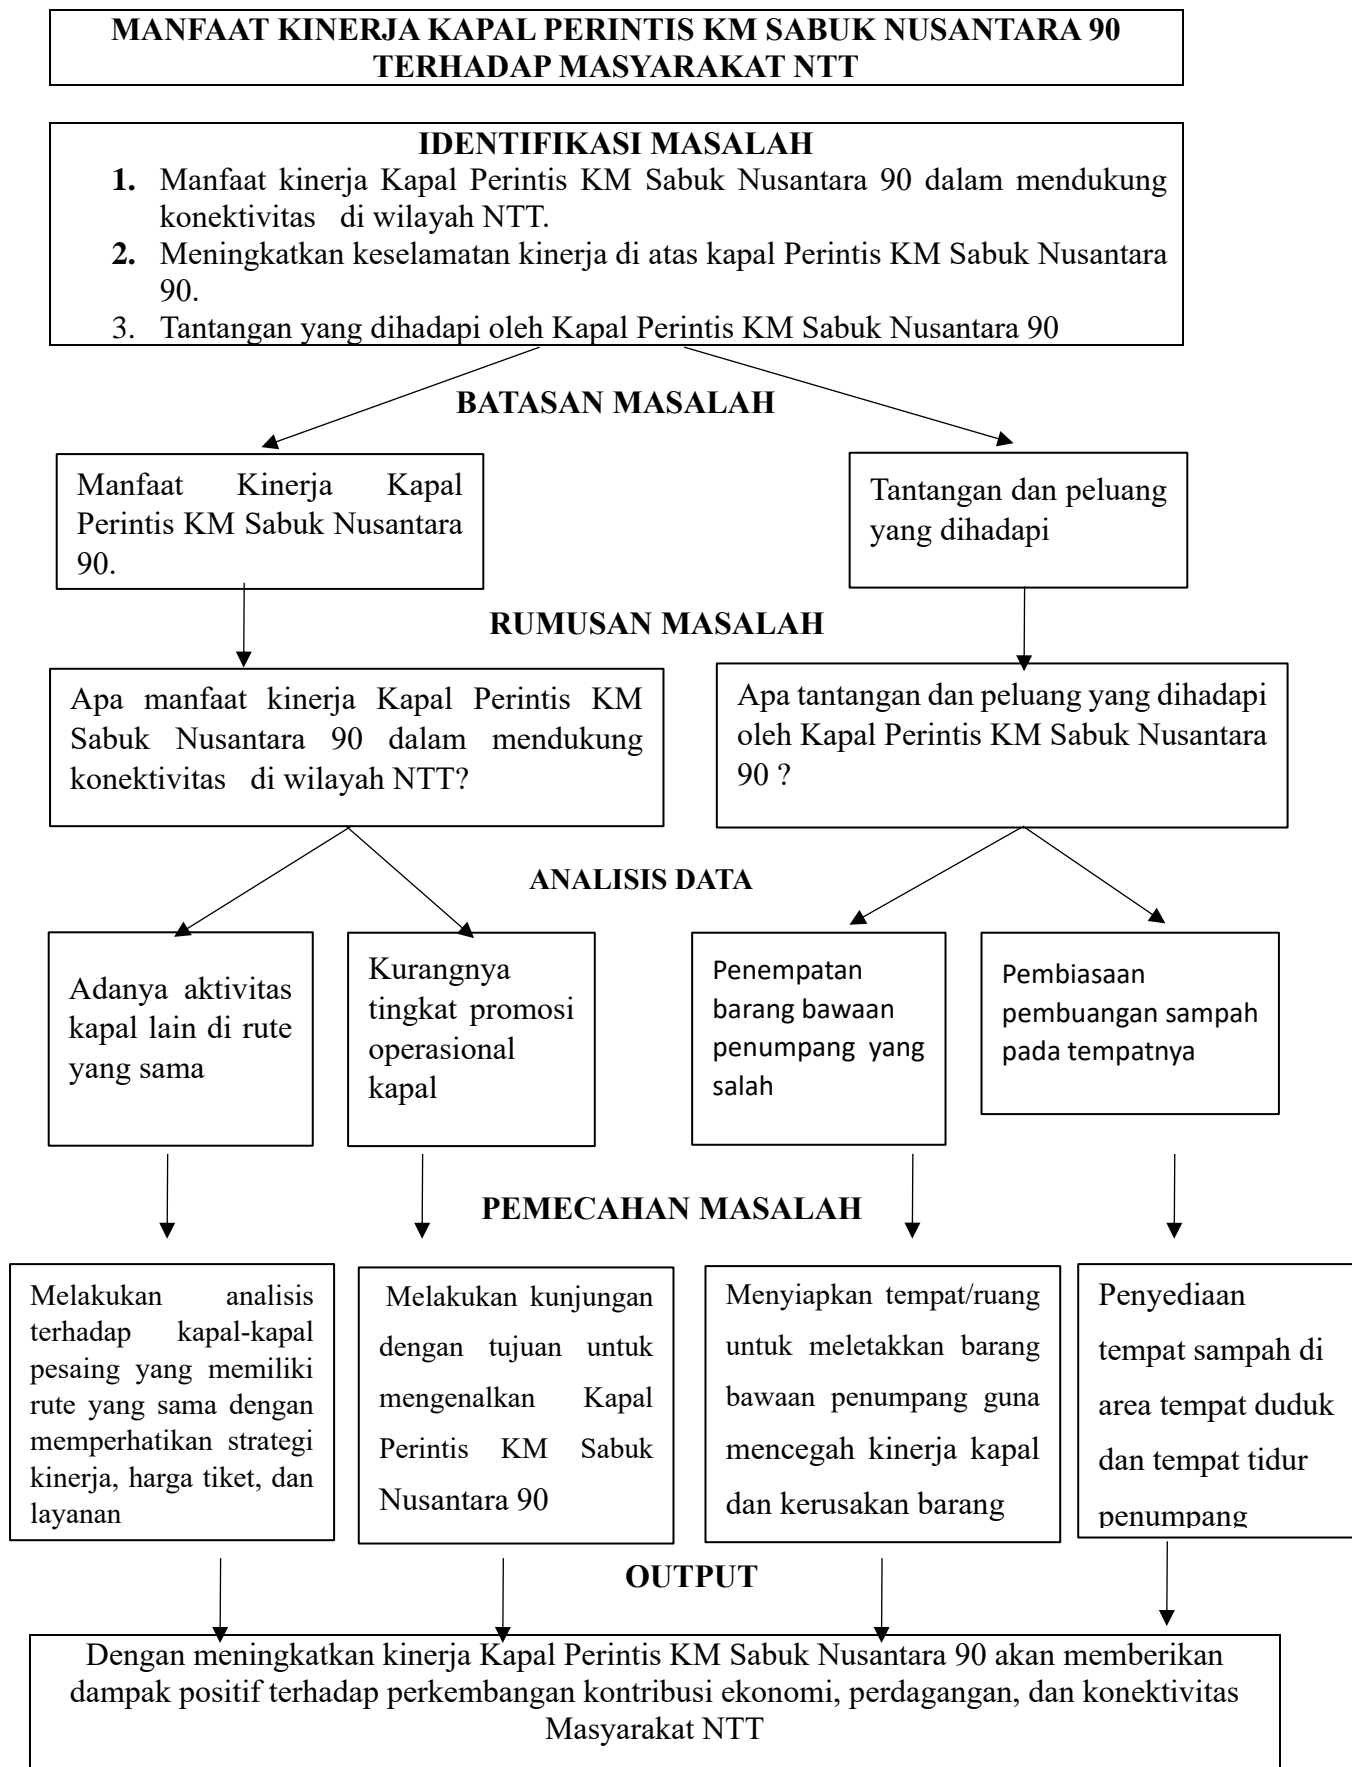 MANFAAT KINERJA KAPAL PERINTIS KM SABUK NUSANTARA 90
TERHADAP MASYARAKAT NTT
IDENTIFIKASI MASALAH
1. Manfaat kinerja Kapal Perintis KM Sabuk Nusantara 90 dalam mendukung
konektivitas di wilayah NTT.
2. Meningkatkan keselamatan kinerja di atas kapal Perintis KM Sabuk Nusantara
90.
3. Tantangan yang dihadapi oleh Kapal Perintis KM Sabuk Nusantara 90
BATASAN MASALAH
Manfaat Kinerja Kapal
Perintis KM Sabuk Nusantara
90.
Tantangan dan peluang
yang dihadapi
RUMUSAN MASALAH
Apa manfaat kinerja Kapal Perintis KM
Sabuk Nusantara 90 dalam mendukung
konektivitas di wilayah NTT?
Apa tantangan dan peluang yang dihadapi
oleh Kapal Perintis KM Sabuk Nusantara
90 ?
ANALISIS DATA
Adanya aktivitas
kapal lain di rute
yang sama
Kurangnya
tingkat promosi
operasional
kapal
Penempatan
barang bawaan
penumpang yang
salah
Pembiasaan
pembuangan sampah
pada tempatnya
PEMECAHAN MASALAH
Melakukan analisis
terhadap kapal-kapal
pesaing yang memiliki
rute yang sama dengan
memperhatikan strategi
kinerja, harga tiket, dan
layanan
Melakukan kunjungan
dengan tujuan untuk
mengenalkan Kapal
Perintis KM Sabuk
Nusantara 90
Menyiapkan tempat/ruang
untuk meletakkan barang
bawaan penumpang guna
mencegah kinerja kapal
dan kerusakan barang
Penyediaan
tempat sampah di
area tempat duduk
dan tempat tidur
penumpang
OUTPUT
Dengan meningkatkan kinerja Kapal Perintis KM Sabuk Nusantara 90 akan memberikan
dampak positif terhadap perkembangan kontribusi ekonomi, perdagangan, dan konektivitas
Masyarakat NTT